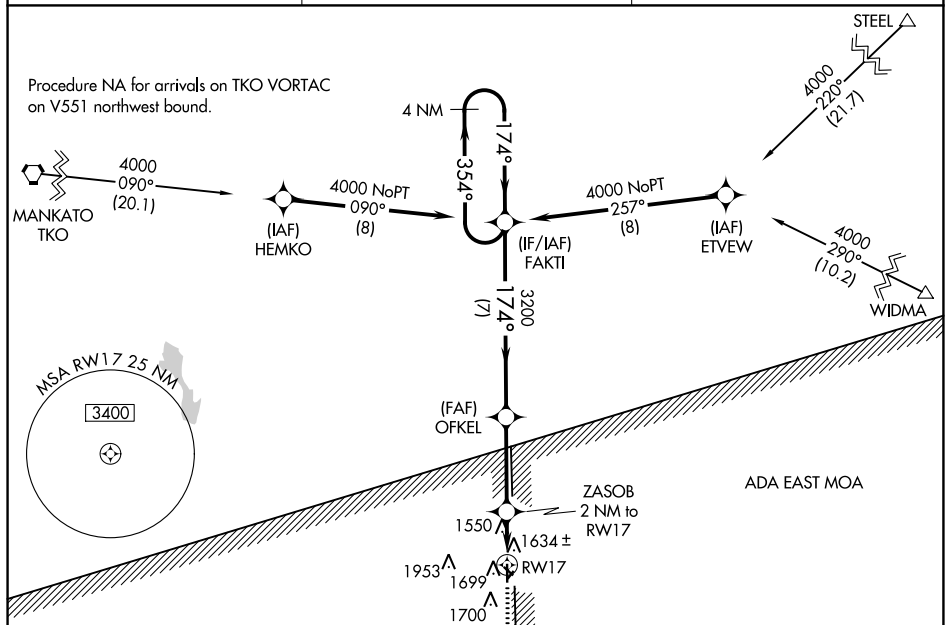 STEEL
4000
220°
(21.7)
Procedure NA for arrivals on TKO VORTAC
on V551 northwest bound.
4 NM
174°
354°
4000
090°
(20.1)
MANKATO
TKO
4000 NoPT
090°
(8)
(IAF)
HEMKO
(IF/IAF)
FAKTI
4000 NoPT
257°
(8)
(IAF)
ETVEW
4000
290°
(10.2)
WIDMA
3200
174°
(7)
MSA RW17 25 NM
3400
(FAF)
OFKEL
ADA EAST MOA
ZASOB
2 NM to
RW17
1550
1634 ±
1953
1699
RW17
1700